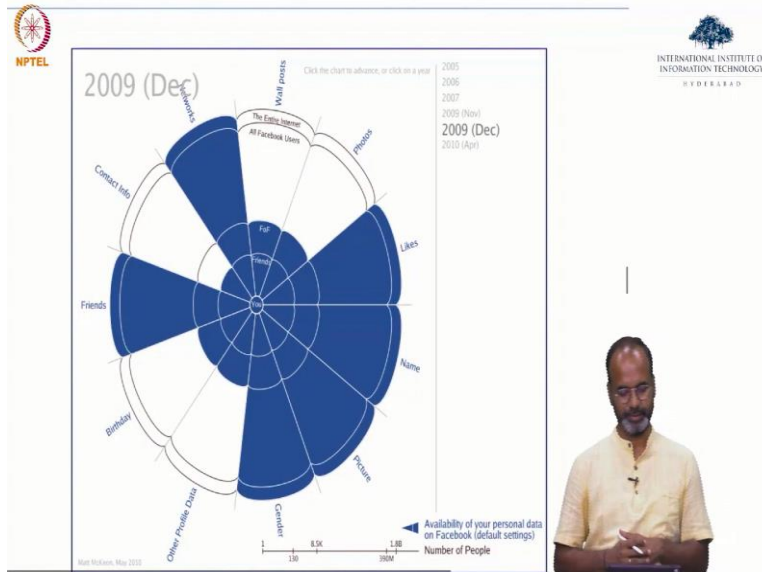 NPTEL
INTERNATIONAL INSTITUTE O
INFORMATION TECHNOLOGY
HYDERABAD
2009 (Dec)
Click the chart to advance, or click on a year
2005
2006
2007
2009 (Nov)
2009 (Dec)
2010 (Apr)
Networks
Wall posts
The Entire Internet
All Facebook Users
Photos
Contact Info
Likes
FoF
Friends
You
Friends
Name
Birthday
Picture
Other Profile Data
Gender
Availability of your personal data
on Facebook (default settings)
Number of People
1
8.5K
1.8B
130
390M
Matt McKeon, May 2010